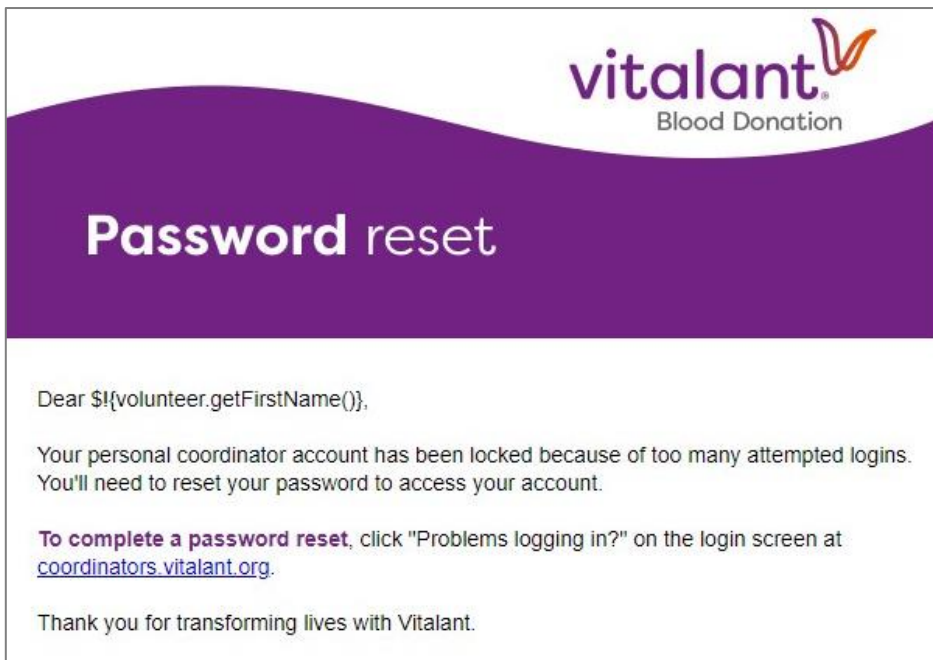 vitalant®
Blood Donation
Password reset
Dear $!{volunteer.getFirstName()},
Your personal coordinator account has been locked because of too many attempted logins.
You'll need to reset your password to access your account.
To complete a password reset, click "Problems logging in?" on the login screen at
coordinators.vitalant.org.
Thank you for transforming lives with Vitalant.